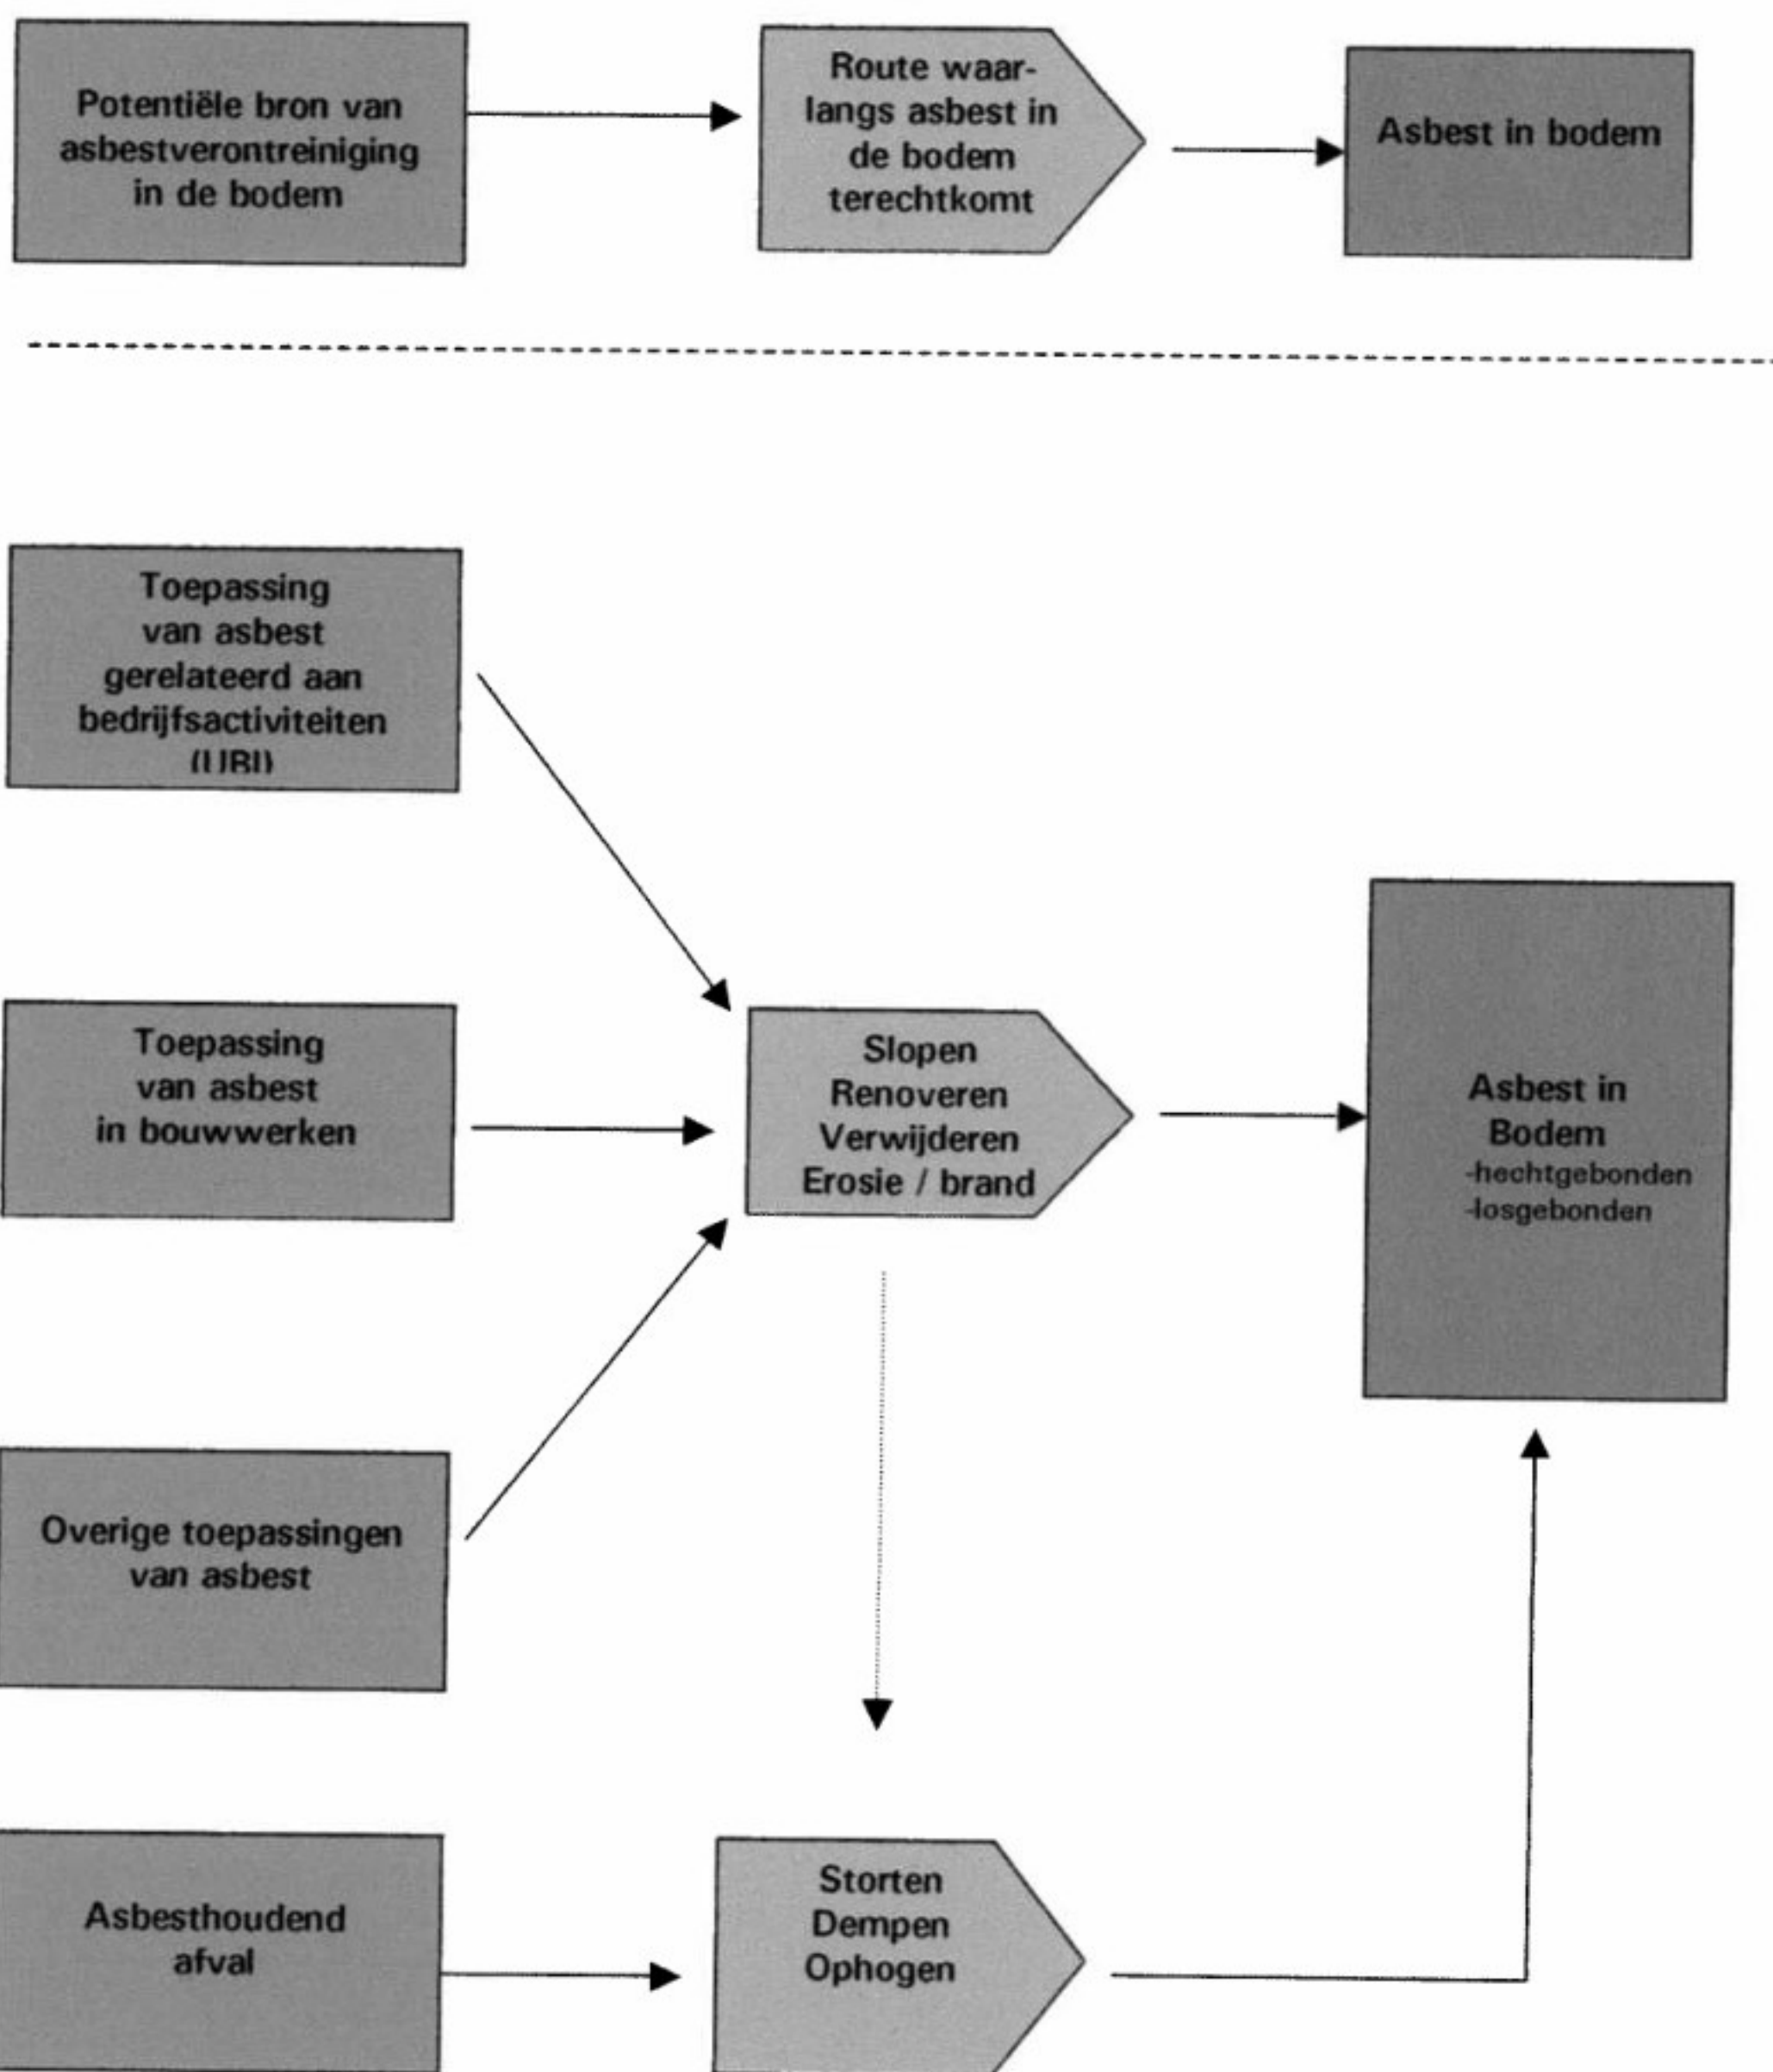 Potentiële bron van
asbestverontreiniging
in de bodem
Route waar-
langs asbest in
de bodem
terechtkomt
Asbest in bodem
Toepassing
van asbest
gerelateerd aan
bedrijfsactiviteiten
(UBI)
Toepassing
van asbest
in bouwwerken
Slopen
Renoveren
Verwijderen
Erosie / brand
Asbest in
Bodem
-hechtgebonden
-losgebonden
Overige toepassingen
van asbest
Asbesthoudend
afval
Storten
Dempen
Ophogen